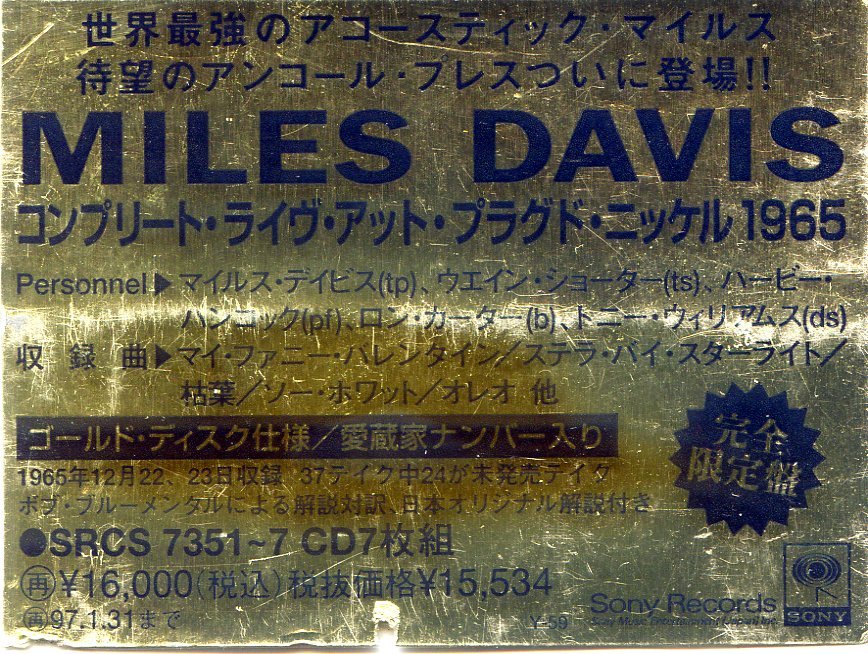 世界最強のアコースティック・マイルス
待望のアンコール・プレスついに登場!!
MILES DAVIS
コンプリート・ライヴ・アット・プラグド・ニッケル1965
Personnel▶マイルス・デイビス(tp)、ウエイン・ショーター(ts)、ハービー・
ハンコック(pf)、ロン・カーター(b)、トニー・ウィリアムス(ds)
収録曲▶マイ・ファニー・バレンタイン/ステラ・バイ・スターライト/
枯葉/ソー・ホワット/オレオ 他
ゴールド・ディスク仕様/愛蔵家ナンバー入り
完全
限定盤
1965年12月22、23日収録 37テイク中24が未発売テイク
ボブ・ブルーメンタルによる解説対訳、日本オリジナル解説付き
●SRCS 7351~7 CD7枚組
再¥16,000(税込)税抜価格¥15,534
再97.1.31まで
Y-59
Sony Records
Sony Music Entertainment (Japan) Inc.
SONY